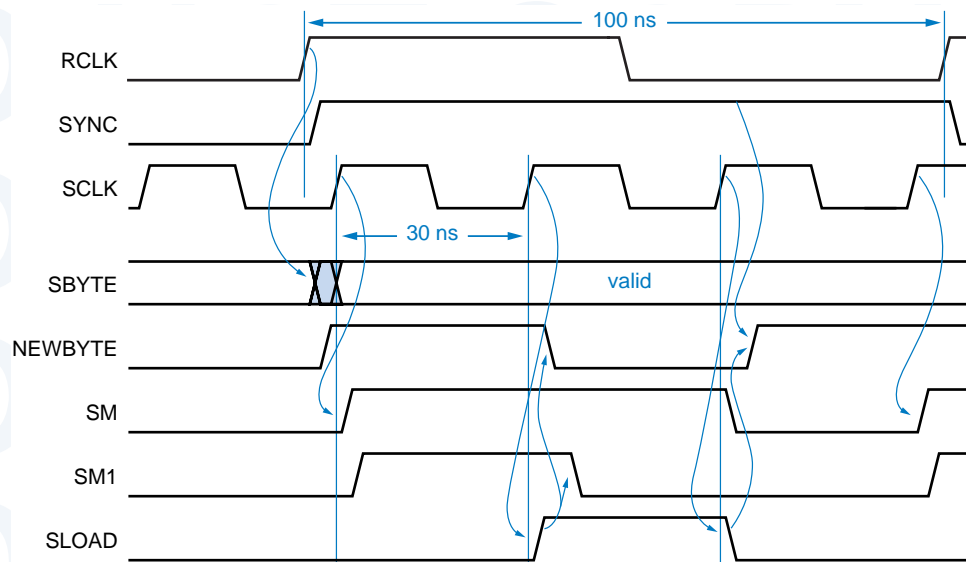 100 ns
RCLK
SYNC
SCLK
30 ns
SBYTE
valid
NEWBYTE
SM
SM1
SLOAD